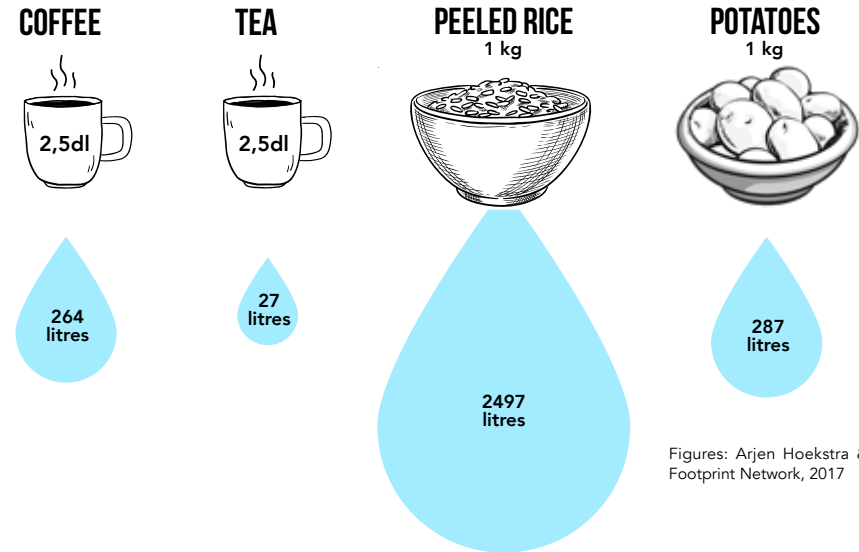 COFFEE
2,5dl
264
litres
TEA
2,5dl
27
litres
PEELED RICE
1 kg
2497
litres
POTATOES
1 kg
287
litres
Figures: Arjen Hoekstra &
Footprint Network, 2017